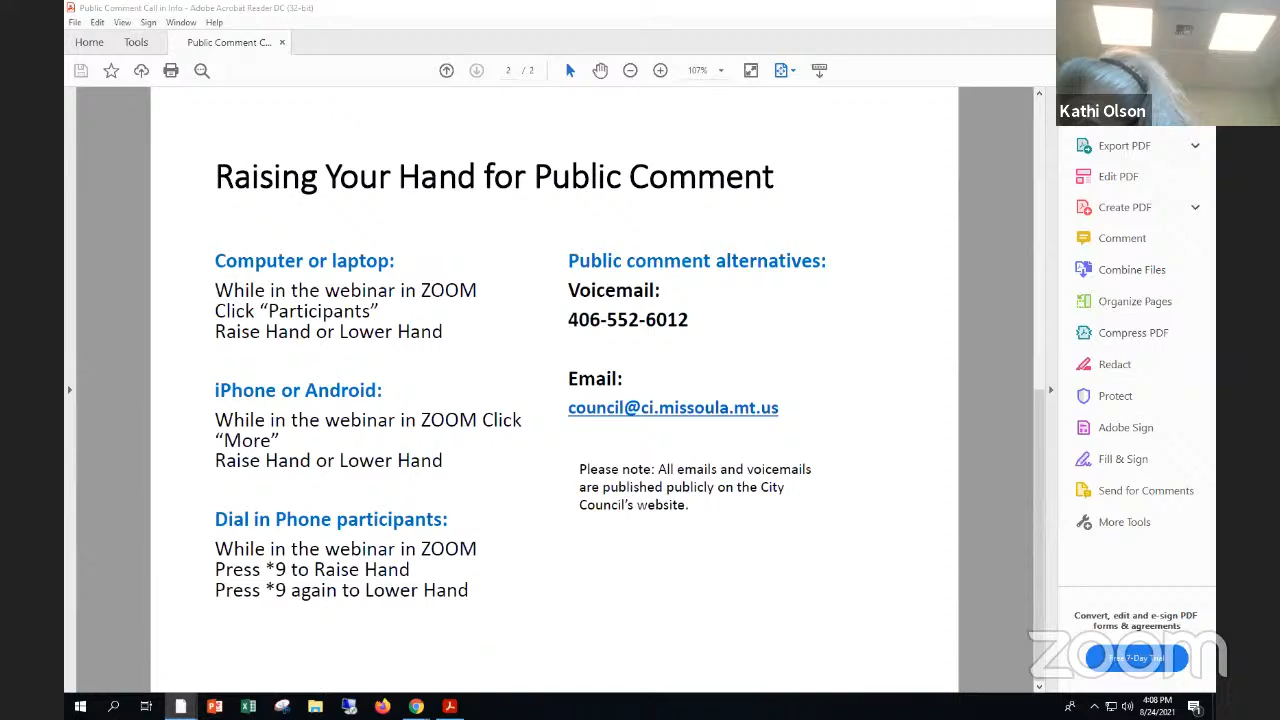 Public Comment Call in Info - Adobe Acrobat Reader DC (32-bit)
File Edit View Sign Window Help
Home Tools Public Comment C... ×
2 / 2 107%
Kathi Olson
Raising Your Hand for Public Comment
Computer or laptop:
While in the webinar in ZOOM
Click “Participants”
Raise Hand or Lower Hand
iPhone or Android:
While in the webinar in ZOOM Click
“More”
Raise Hand or Lower Hand
Dial in Phone participants:
While in the webinar in ZOOM
Press *9 to Raise Hand
Press *9 again to Lower Hand
Public comment alternatives:
Voicemail:
406-552-6012
Email:
council@ci.missoula.mt.us
Please note: All emails and voicemails
are published publicly on the City
Council’s website.
Export PDF
Edit PDF
Create PDF
Comment
Combine Files
Organize Pages
Compress PDF
Redact
Protect
Adobe Sign
Fill & Sign
Send for Comments
More Tools
Convert, edit and e-sign PDF
forms & agreements
Free 7-Day Trial
zoom
4:08 PM
8/24/2021